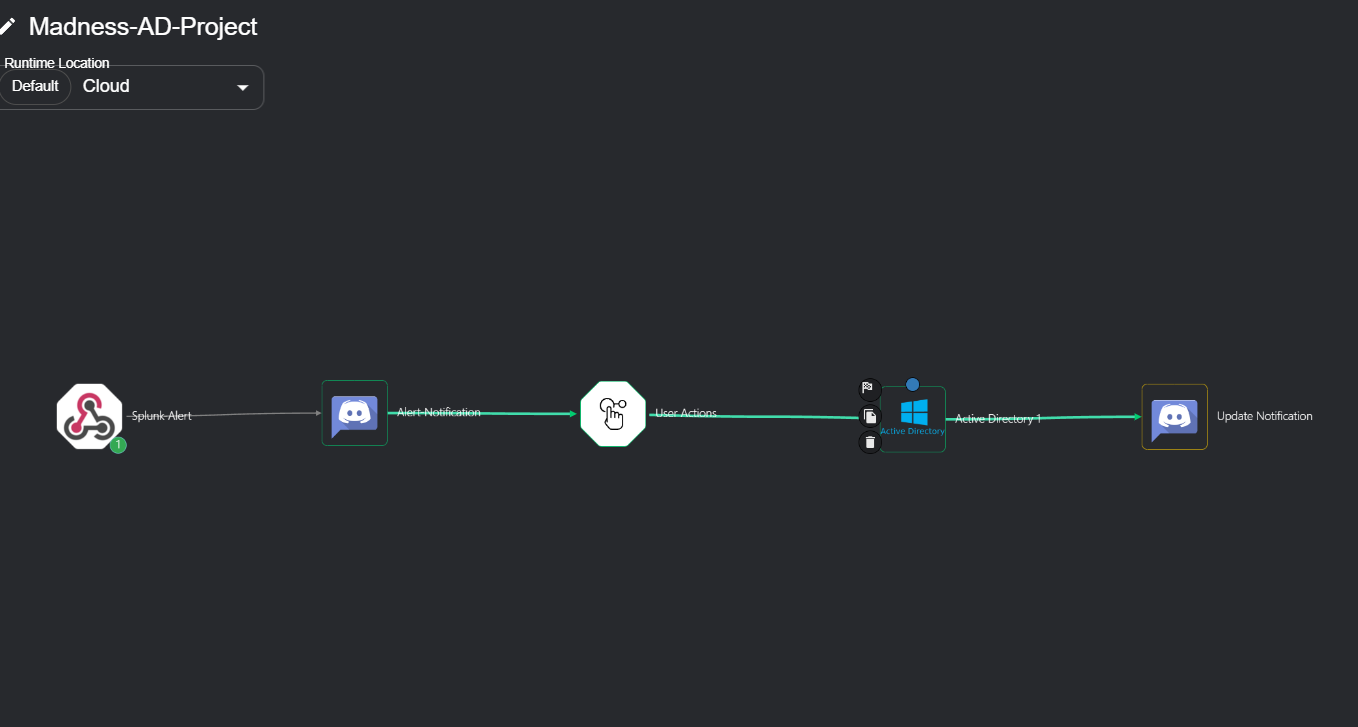 Madness-AD-Project
Runtime Location
Default Cloud
Splunk-Alert
1
Alert-Notification
User Actions
Active Directory
Active Directory 1
Update Notification